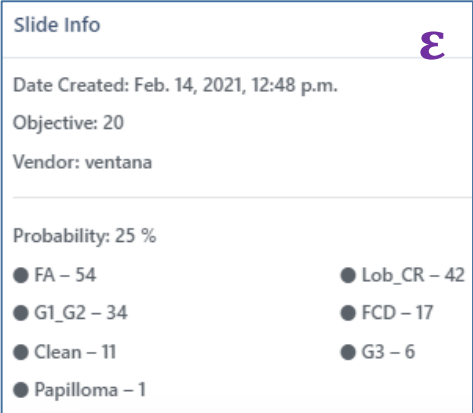 Slide Info
ε
Date Created: Feb. 14, 2021, 12:48 p.m.
Objective: 20
Vendor: ventana
Probability: 25 %
FA – 54
Lob_CR – 42
G1_G2 – 34
FCD – 17
Clean – 11
G3 – 6
Papilloma – 1